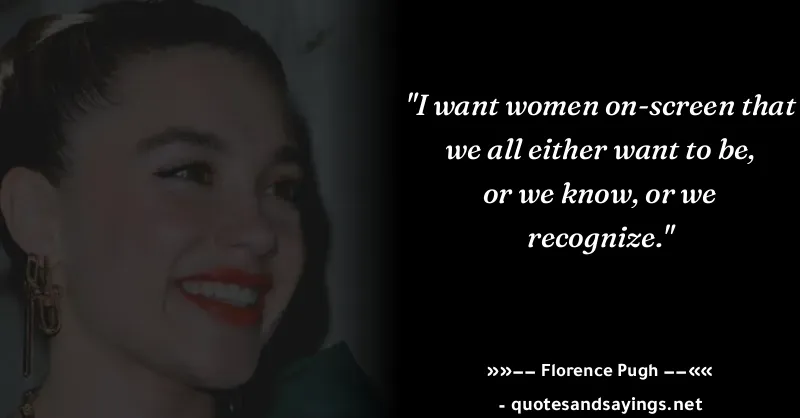 "I want women on-screen that
we all either want to be,
or we know, or we
recognize."
»»–– Florence Pugh ––««
- quotesandsayings.net